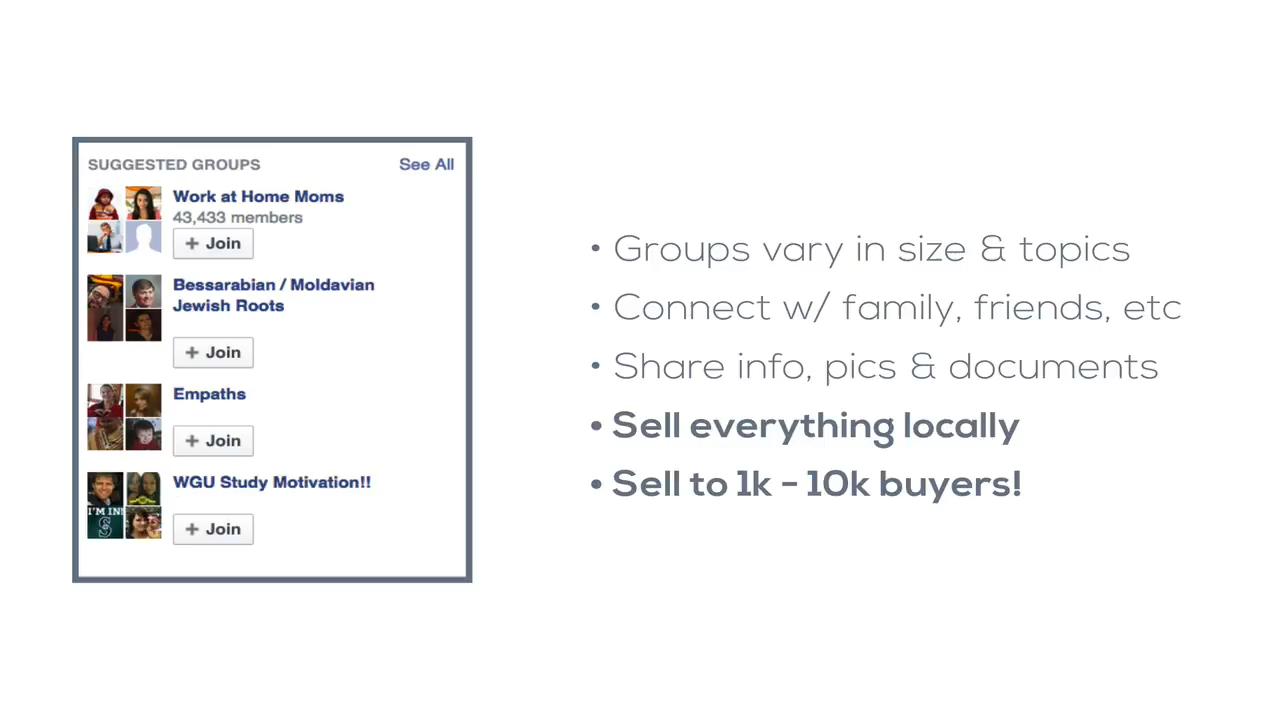 SUGGESTED GROUPS See All
Work at Home Moms
43,433 members
+ Join
Bessarabian / Moldavian
Jewish Roots
+ Join
Empaths
+ Join
WGU Study Motivation!!
I'M IN!
S
+ Join
• Groups vary in size & topics
• Connect w/ family, friends, etc
• Share info, pics & documents
• Sell everything locally
• Sell to 1k - 10k buyers!